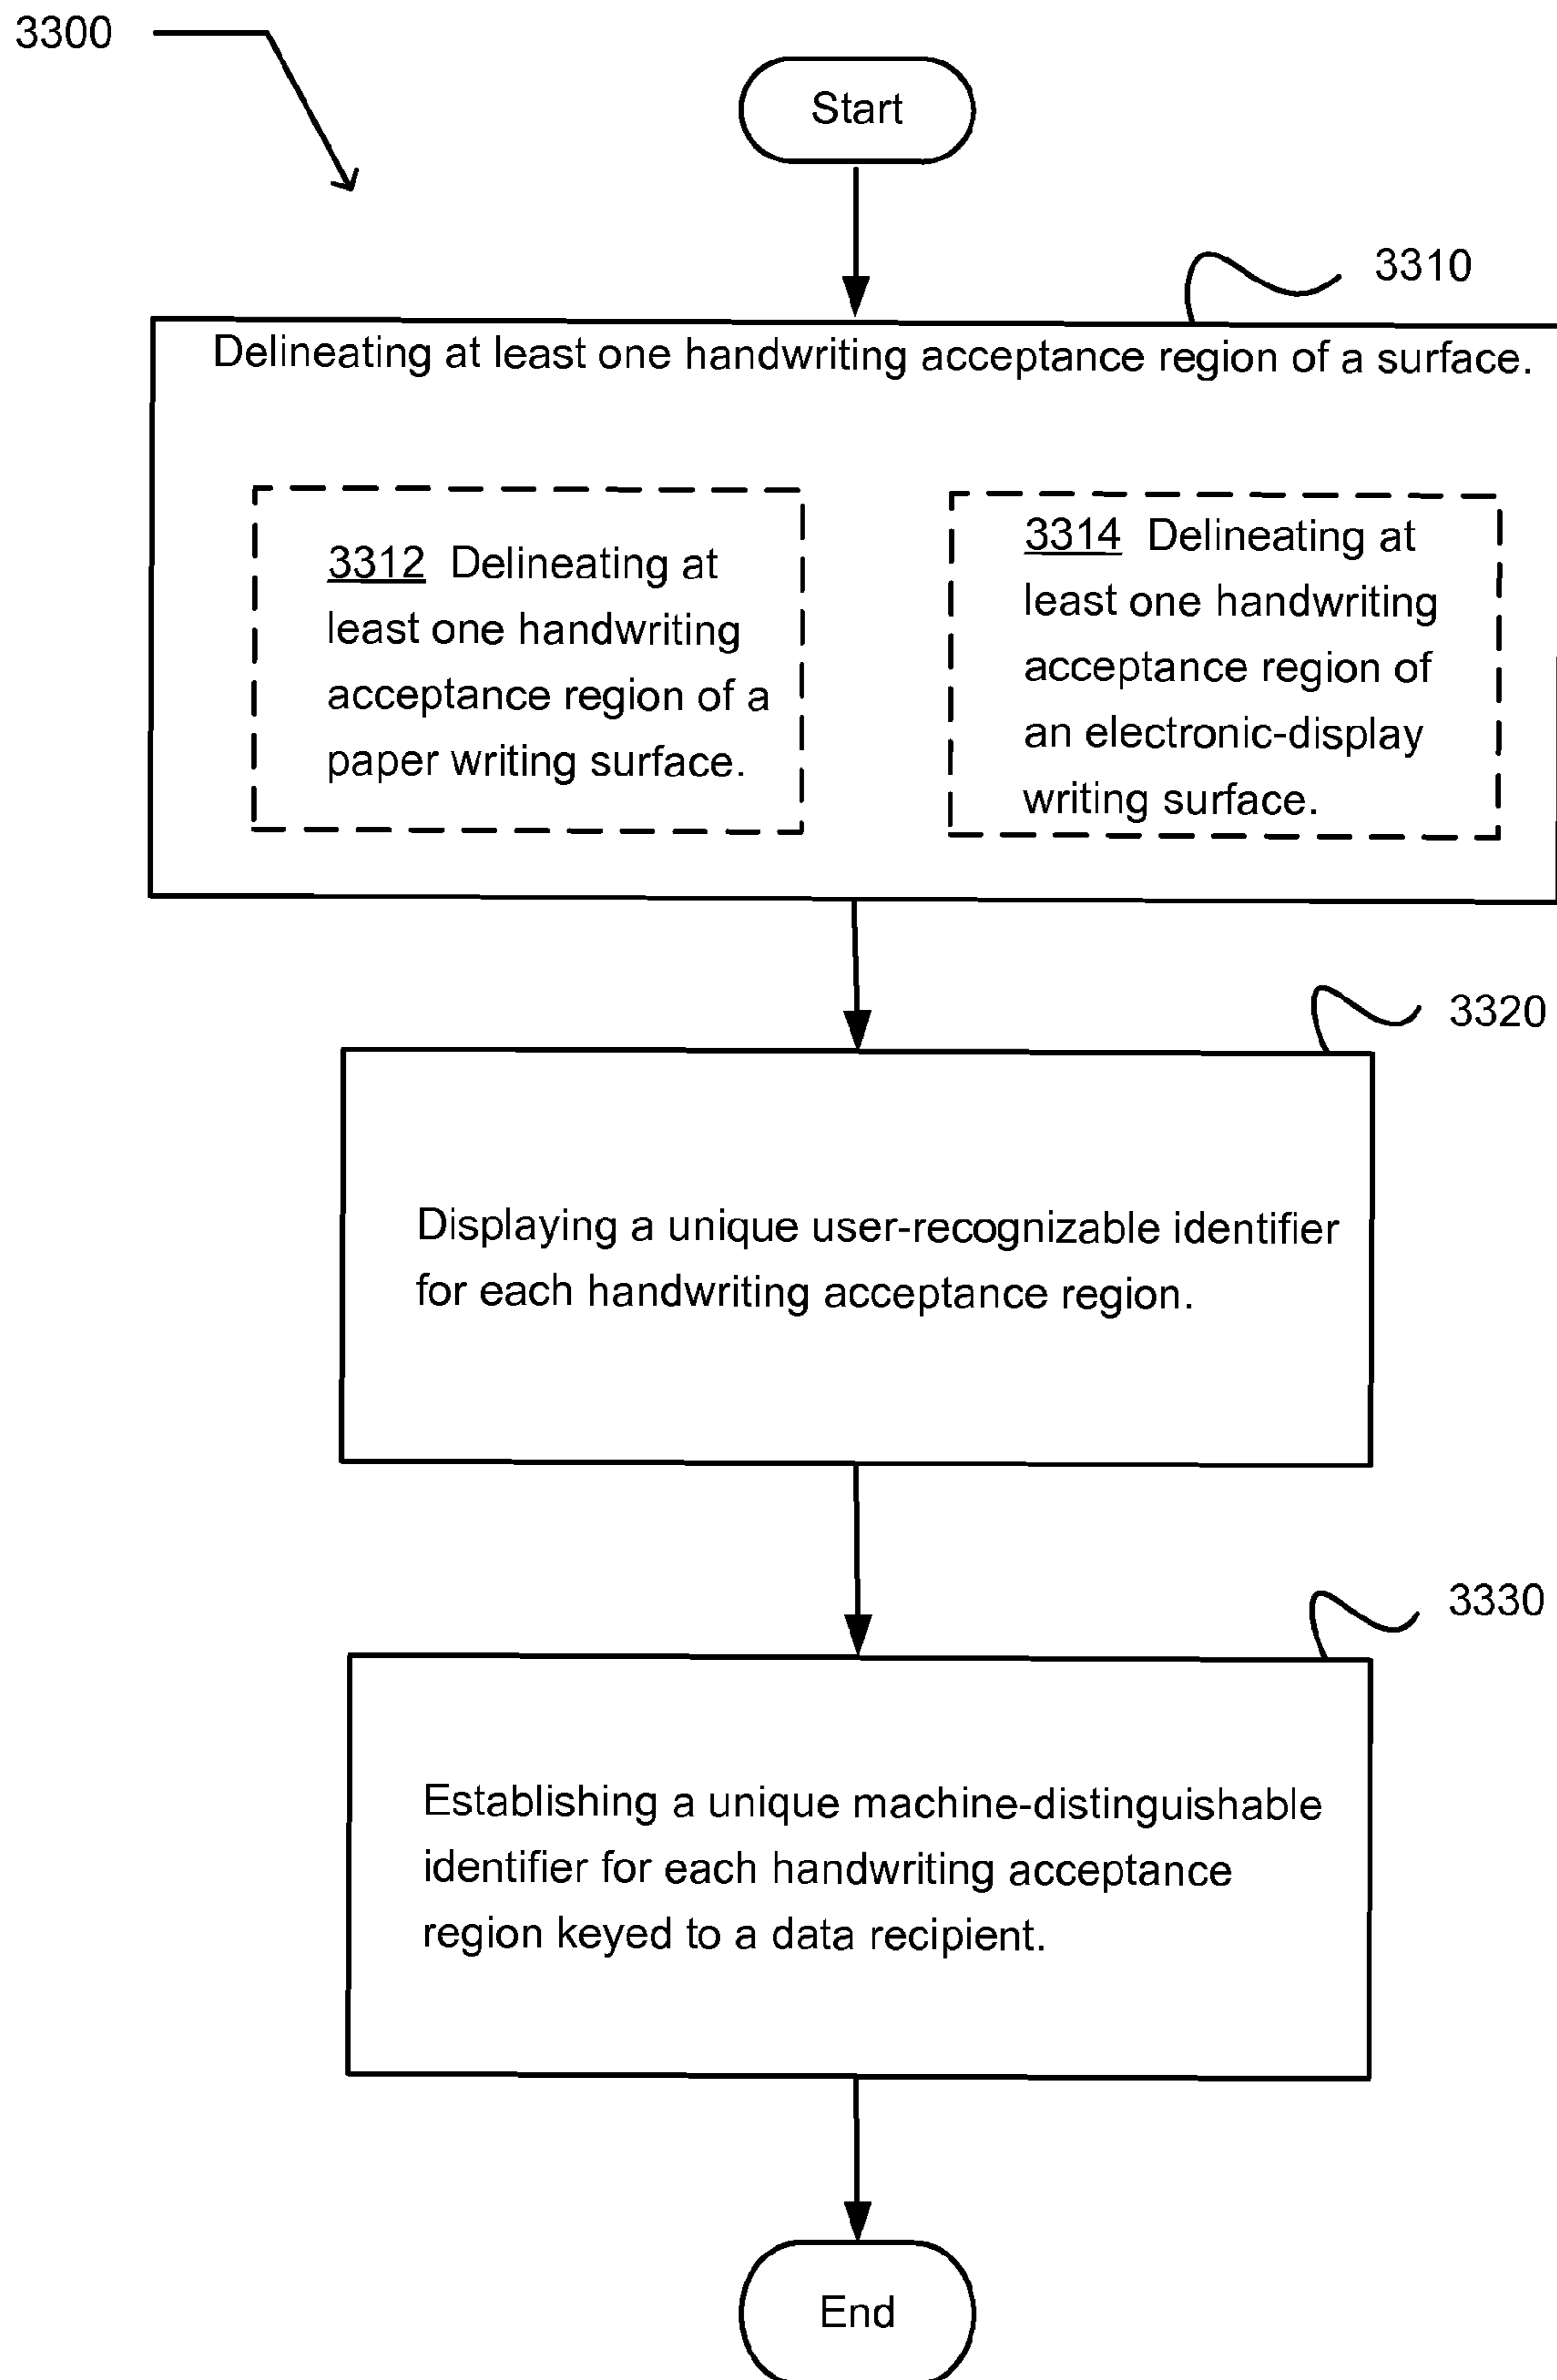 3300
Start
3310
Delineating at least one handwriting acceptance region of a surface.
3312 Delineating at
least one handwriting
acceptance region of a
paper writing surface.
3314 Delineating at
least one handwriting
acceptance region of
an electronic-display
writing surface.
3320
Displaying a unique user-recognizable identifier
for each handwriting acceptance region.
3330
Establishing a unique machine-distinguishable
identifier for each handwriting acceptance
region keyed to a data recipient.
End